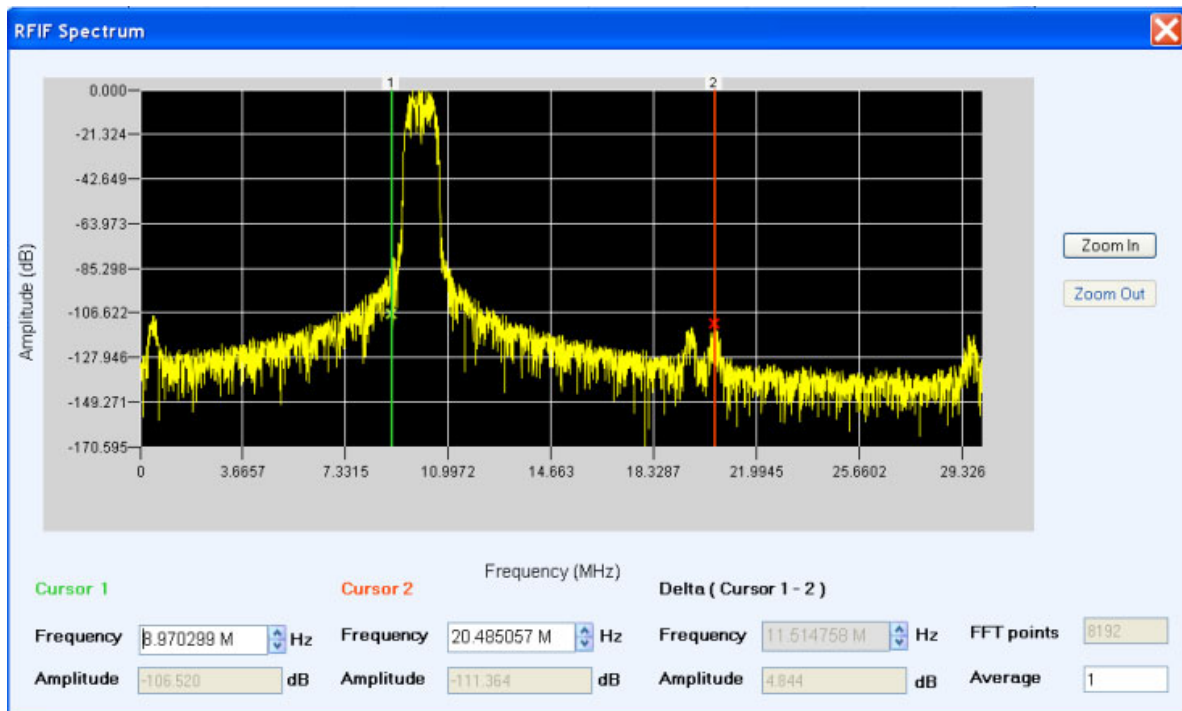 RFIF Spectrum
1 2
0.000
-21.324
-42.649
-63.973
-85.298
-106.622
-127.946
-149.271
-170.595
Amplitude (dB)
0 3.6657 7.3315 10.9972 14.663 18.3287 21.9945 25.6602 29.326
Frequency (MHz)
Zoom In
Zoom Out
Cursor 1 Cursor 2 Delta ( Cursor 1 - 2 )
Frequency 8.970299 M Hz Frequency 20.485057 M Hz Frequency 11.514758 M Hz FFT points 8192
Amplitude -106.520 dB Amplitude -111.364 dB Amplitude 4.844 dB Average 1